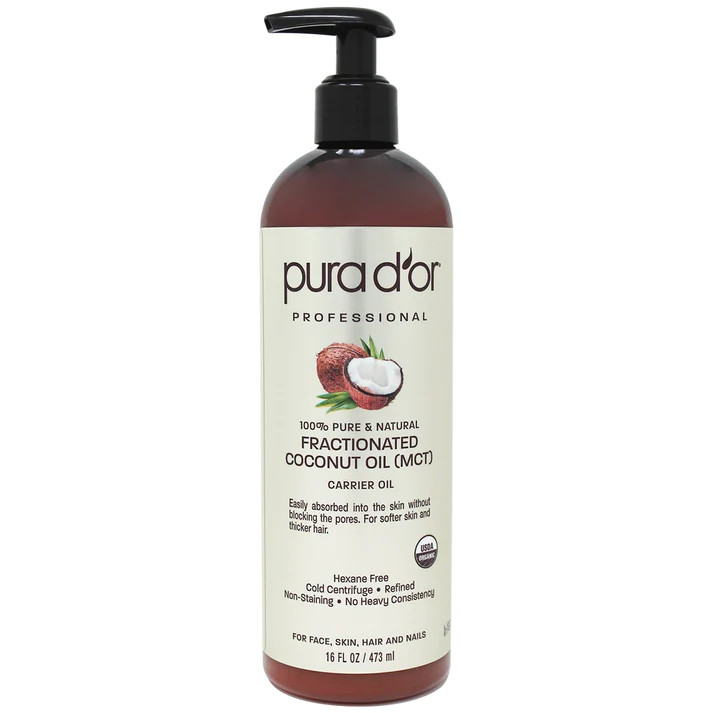 pura d'or
PROFESSIONAL
100% PURE & NATURAL
FRACTIONATED
COCONUT OIL (MCT)
CARRIER OIL
Easily absorbed into the skin without
blocking the pores. For softer skin and
thicker hair.
USDA
ORGANIC
Hexane Free
Cold Centrifuge • Refined
Non-Staining • No Heavy Consistency
FOR FACE, SKIN, HAIR AND NAILS
16 FL OZ / 473 ml